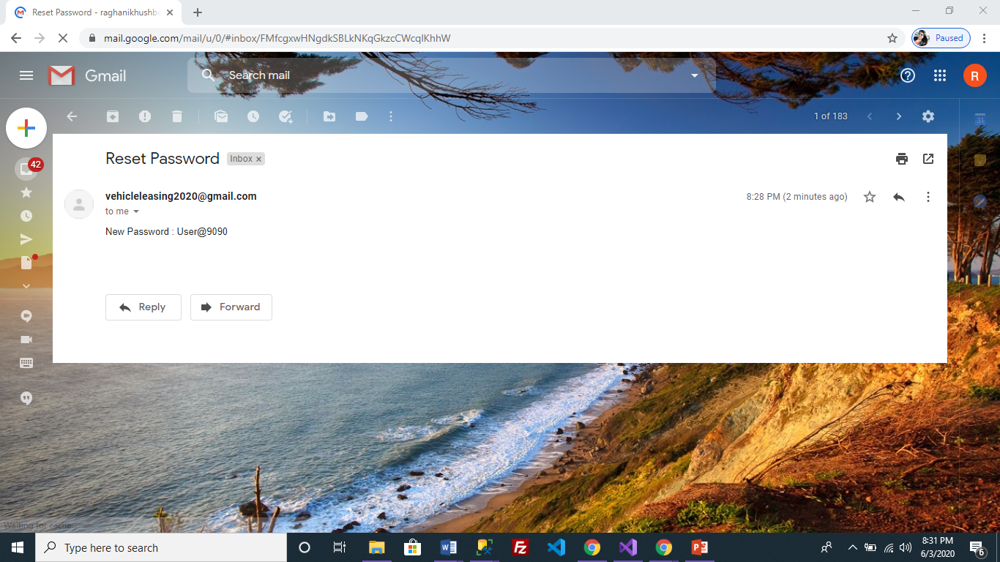 Reset Password - raghanikhushb
mail.google.com/mail/u/0/#inbox/FMfcgxwHNgdkSBLkNKqGkzcCWcqlKhhW
Paused
Gmail
Search mail
R
1 of 183
31
42
Reset Password
Inbox ×
vehicleleasing2020@gmail.com
8:28 PM (2 minutes ago)
to me
New Password : User@9090
Reply
Forward
Waiting for cache...
Type here to search
8:31 PM
6/3/2020
6